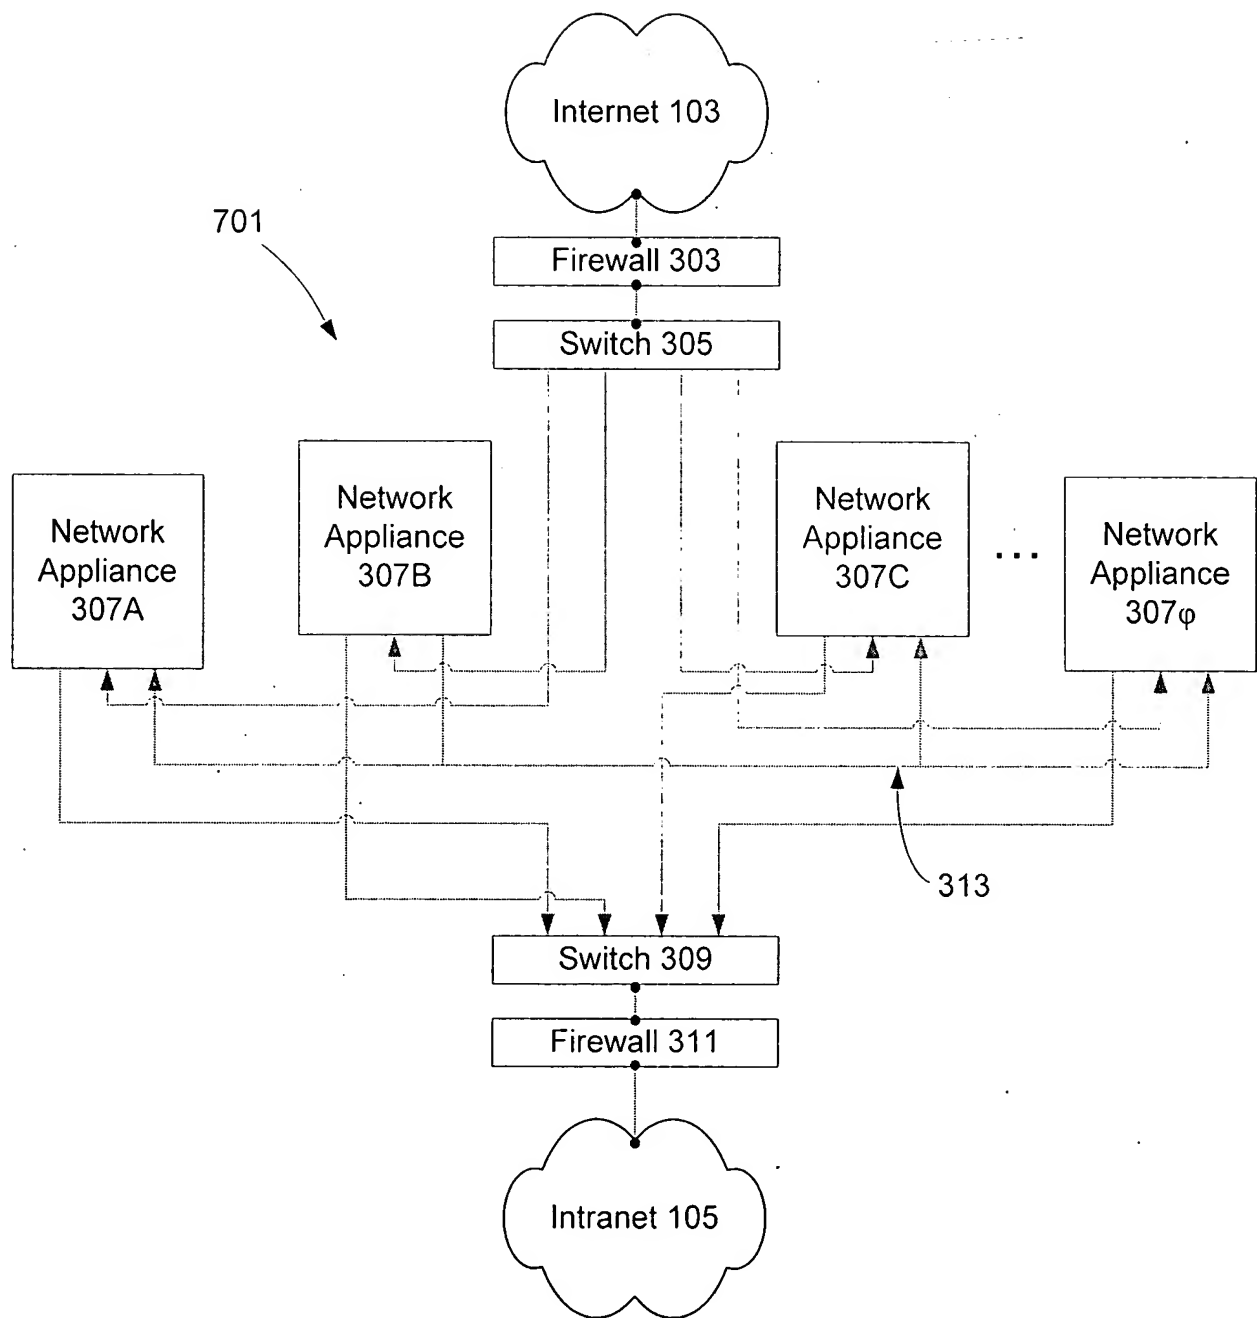 Internet 103
701
Firewall 303
Switch 305
Network
Appliance
307A
Network
Appliance
307B
Network
Appliance
307C
...
Network
Appliance
307φ
313
Switch 309
Firewall 311
Intranet 105